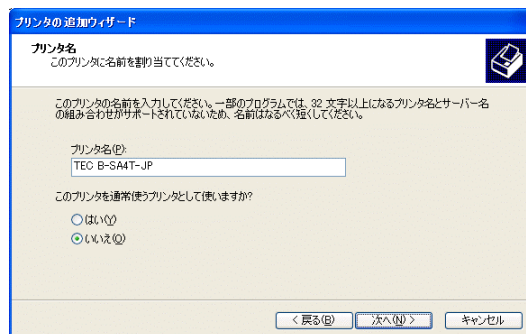 プリンタの追加ウィザード
プリンタ名
このプリンタに名前を割り当ててください。
このプリンタの名前を入力してください。一部のプログラムでは、32 文字以上になるプリンタ名とサーバー名
の組み合わせがサポートされていないため、名前はなるべく短くしてください。
プリンタ名(P):
TEC B-SA4T-JP
このプリンタを通常使うプリンタとして使いますか?
はい(Y)
いいえ(O)
< 戻る(B)
次へ(N) >
キャンセル